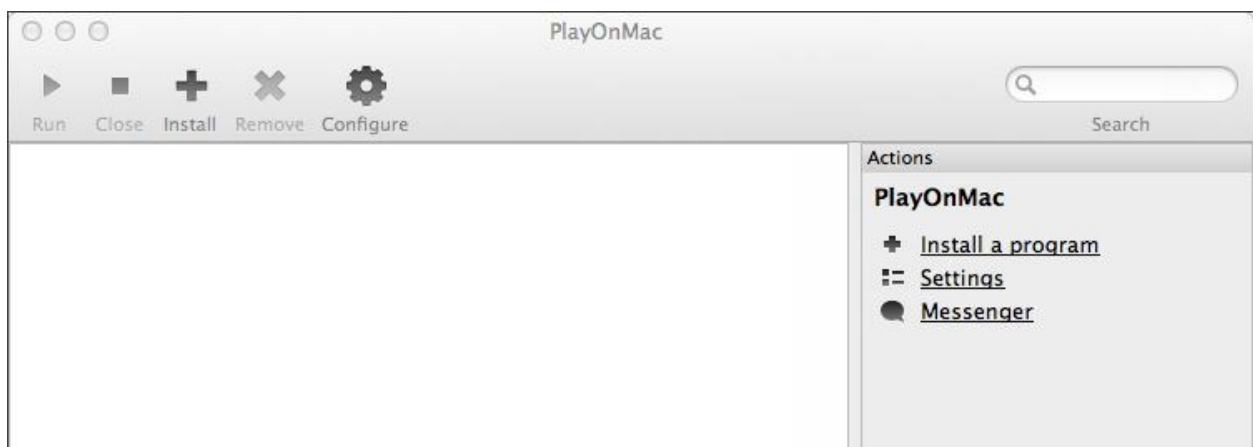 PlayOnMac
Run Close Install Remove Configure
Search
Actions
PlayOnMac
Install a program
Settings
Messenger